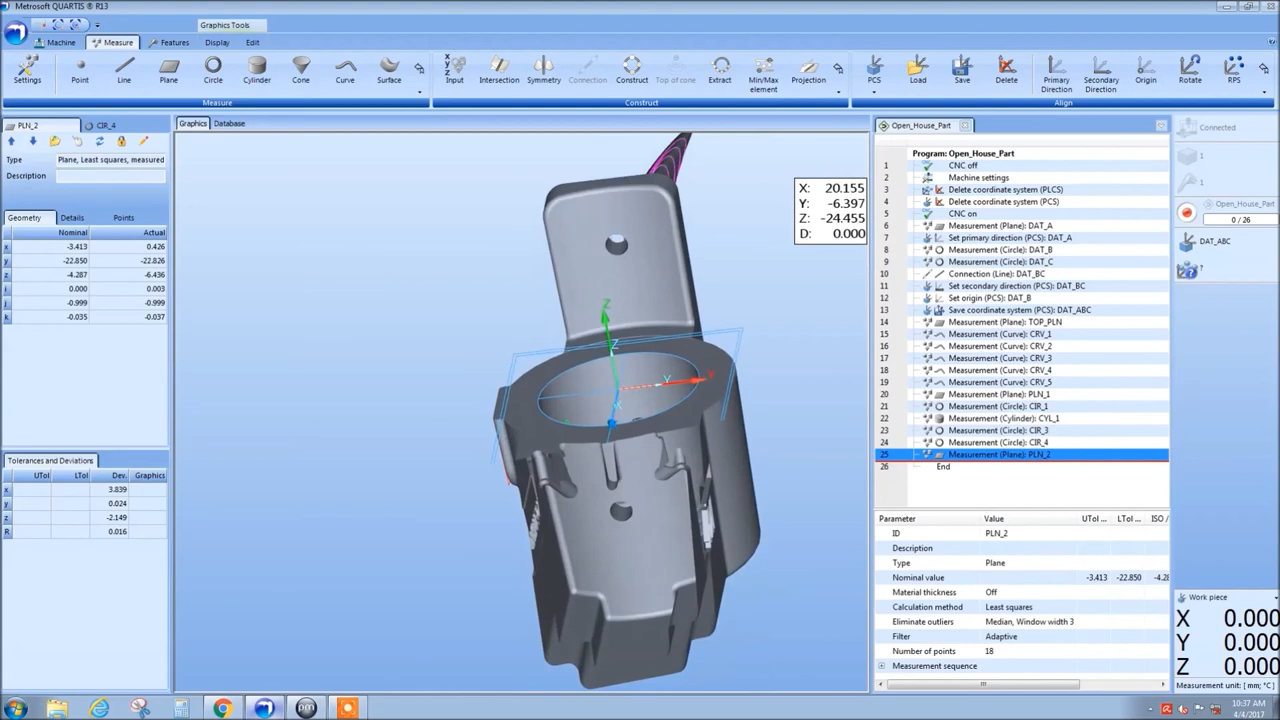 Metrosoft QUARTIS ® R13
Graphics Tools
Machine Measure Features Display Edit
Settings Point Line Plane Circle Cylinder Cone Curve Surface
Measure
Input Intersection Symmetry Connection Construct Top of cone Extract Min/Max element Projection
Construct
PCS Load Save Delete Primary Direction Secondary Direction Origin Rotate RPS
Align
PLN_2 CIR_4
Type Plane, Least squares, measured
Description
Geometry Details Points
Nominal Actual
x -3.413 0.426
y -22.850 -22.826
z -4.287 -6.436
i 0.000 0.003
j -0.999 -0.999
k -0.035 -0.037
Tolerances and Deviations
UTol LTol Dev. Graphics
x 3.839
y 0.024
z -2.149
R 0.016
Graphics Database
X: 20.155
Y: -6.397
Z: -24.455
D: 0.000
Z
Z
Y
X
X
Open_House_Part
Program: Open_House_Part
1 CNC off
2 Machine settings
3 Delete coordinate system (PLCS)
4 Delete coordinate system (PCS)
5 CNC on
6 Measurement (Plane): DAT_A
7 Set primary direction (PCS): DAT_A
8 Measurement (Circle): DAT_B
9 Measurement (Circle): DAT_C
10 Connection (Line): DAT_BC
11 Set secondary direction (PCS): DAT_BC
12 Set origin (PCS): DAT_B
13 Save coordinate system (PCS): DAT_ABC
14 Measurement (Plane): TOP_PLN
15 Measurement (Curve): CRV_1
16 Measurement (Curve): CRV_2
17 Measurement (Curve): CRV_3
18 Measurement (Curve): CRV_4
19 Measurement (Curve): CRV_5
20 Measurement (Plane): PLN_1
21 Measurement (Circle): CIR_1
22 Measurement (Cylinder): CYL_1
23 Measurement (Circle): CIR_3
24 Measurement (Circle): CIR_4
25 Measurement (Plane): PLN_2
26 End
Parameter Value UTol ... LTol ... ISO /
ID PLN_2
Description
Type Plane
Nominal value -3.413 -22.850 -4.28
Material thickness Off
Calculation method Least squares
Eliminate outliers Median, Window width 3
Filter Adaptive
Number of points 18
Measurement sequence
Connected
1
1
Open_House_Part
0 / 26
DAT_ABC
?
Work piece
X 0.000
Y 0.000
Z 0.000
Measurement unit: [ mm; °C ]
pm
10:37 AM
4/4/2017